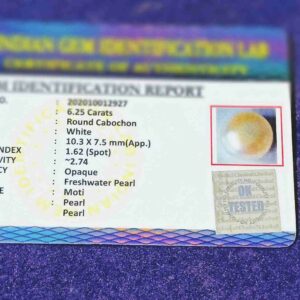 INDIAN GEM IDENTIFICATION LAB
CERTIFICATE OF AUTHENTICITY
M IDENTIFICATION REPORT
NO. : 202010012927
: 6.25 Carats
: Round Cabochon
: White
: 10.3 X 7.5 mm(App.)
INDEX : 1.62 (Spot)
VITY : ~2.74
: Opaque
: Freshwater Pearl
: Moti
: Pearl
Pearl
OK
TESTED